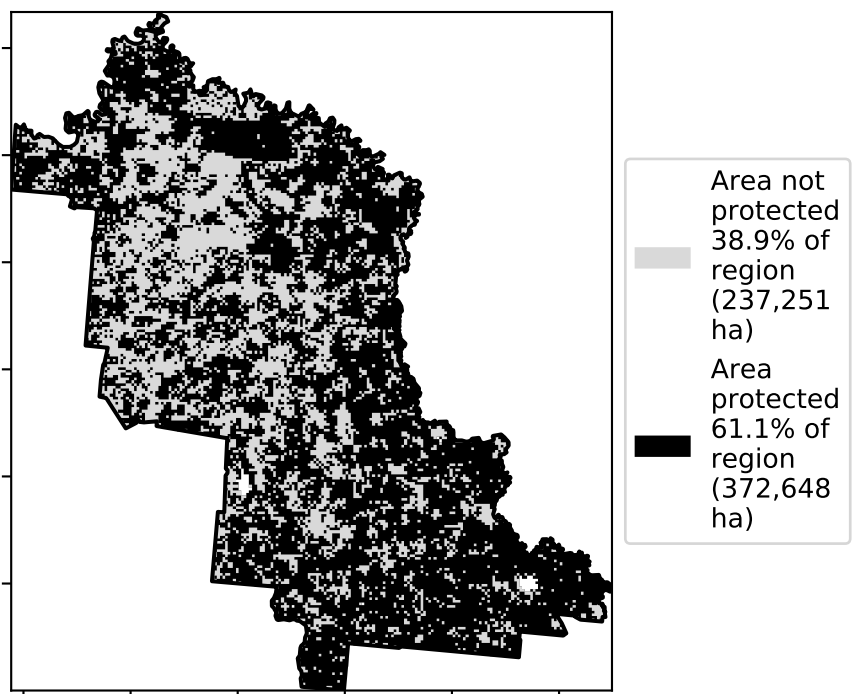 Area not
protected
38.9% of
region
(237,251
ha)
Area
protected
61.1% of
region
(372,648
ha)